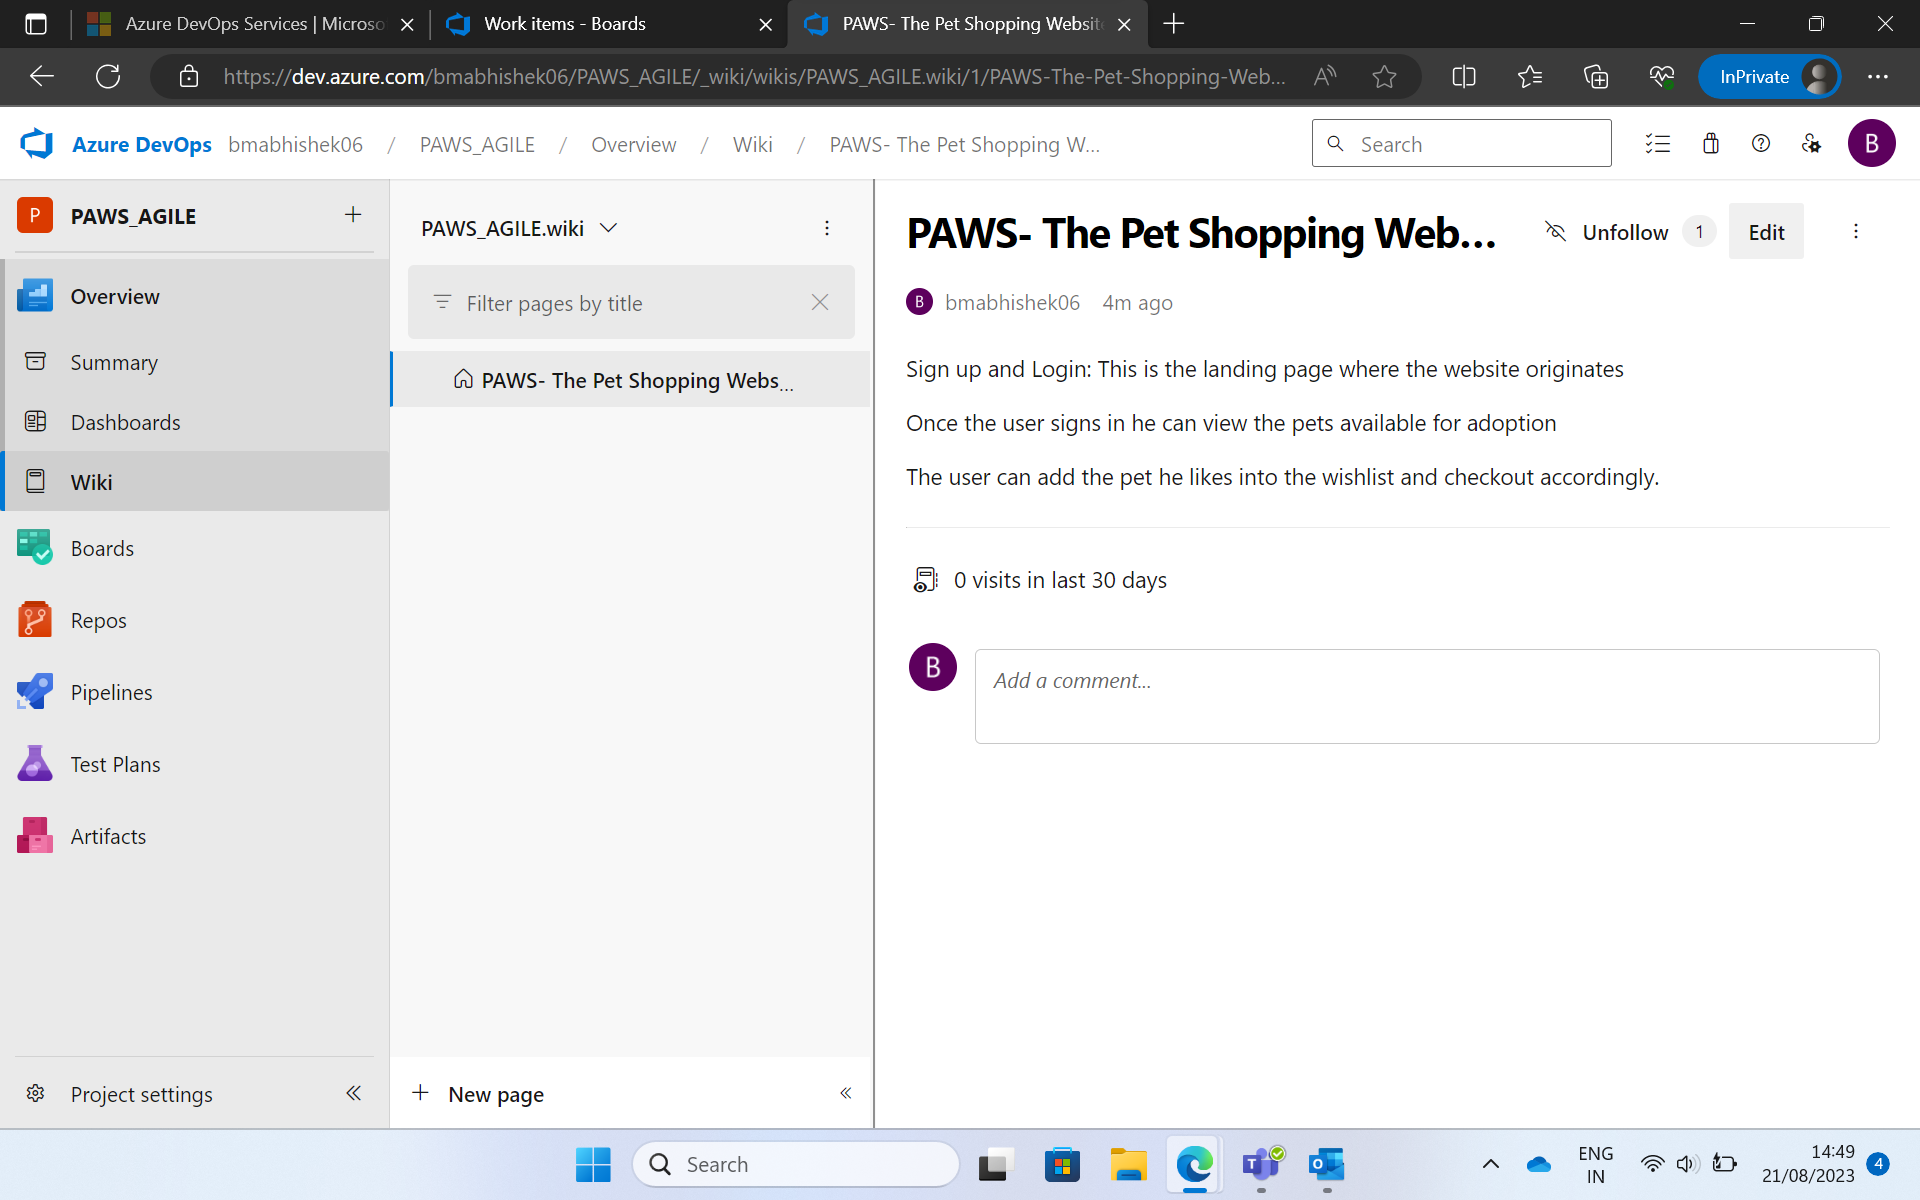 Azure DevOps Services | Microso
Work items - Boards
PAWS- The Pet Shopping Website
https://dev.azure.com/bmabhishek06/PAWS_AGILE/_wiki/wikis/PAWS_AGILE.wiki/1/PAWS-The-Pet-Shopping-Web...
InPrivate
Azure DevOps bmabhishek06 / PAWS_AGILE / Overview / Wiki / PAWS- The Pet Shopping W...
Search
B
P PAWS_AGILE
Overview
Summary
Dashboards
Wiki
Boards
Repos
Pipelines
Test Plans
Artifacts
Project settings
PAWS_AGILE.wiki
Filter pages by title
PAWS- The Pet Shopping Webs...
New page
PAWS- The Pet Shopping Web...
Unfollow 1
Edit
B bmabhishek06 4m ago
Sign up and Login: This is the landing page where the website originates
Once the user signs in he can view the pets available for adoption
The user can add the pet he likes into the wishlist and checkout accordingly.
0 visits in last 30 days
B
Add a comment...
Search
ENG
IN
14:49
21/08/2023
4